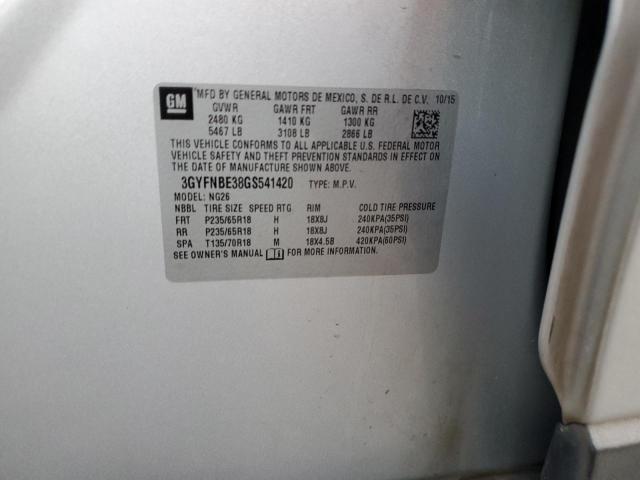 GM
MFD BY GENERAL MOTORS DE MEXICO, S. DE R.L. DE C.V. 10/15
GVWR GAWR FRT GAWR RR
2480 KG 1410 KG 1300 KG
5467 LB 3108 LB 2866 LB
THIS VEHICLE CONFORMS TO ALL APPLICABLE U.S. FEDERAL MOTOR
VEHICLE SAFETY AND THEFT PREVENTION STANDARDS IN EFFECT ON
THE DATE OF MANUFACTURE SHOWN ABOVE.
3GYFNBE38GS541420 TYPE: M.P.V.
NBBL MODEL: NG26
TIRE SIZE SPEED RTG RIM COLD TIRE PRESSURE
FRT P235/65R18 H 18X8J 240KPA(35PSI)
RR P235/65R18 H 18X8J 240KPA(35PSI)
SPA T135/70R18 M 18X4.5B 420KPA(60PSI)
SEE OWNER'S MANUAL FOR MORE INFORMATION.